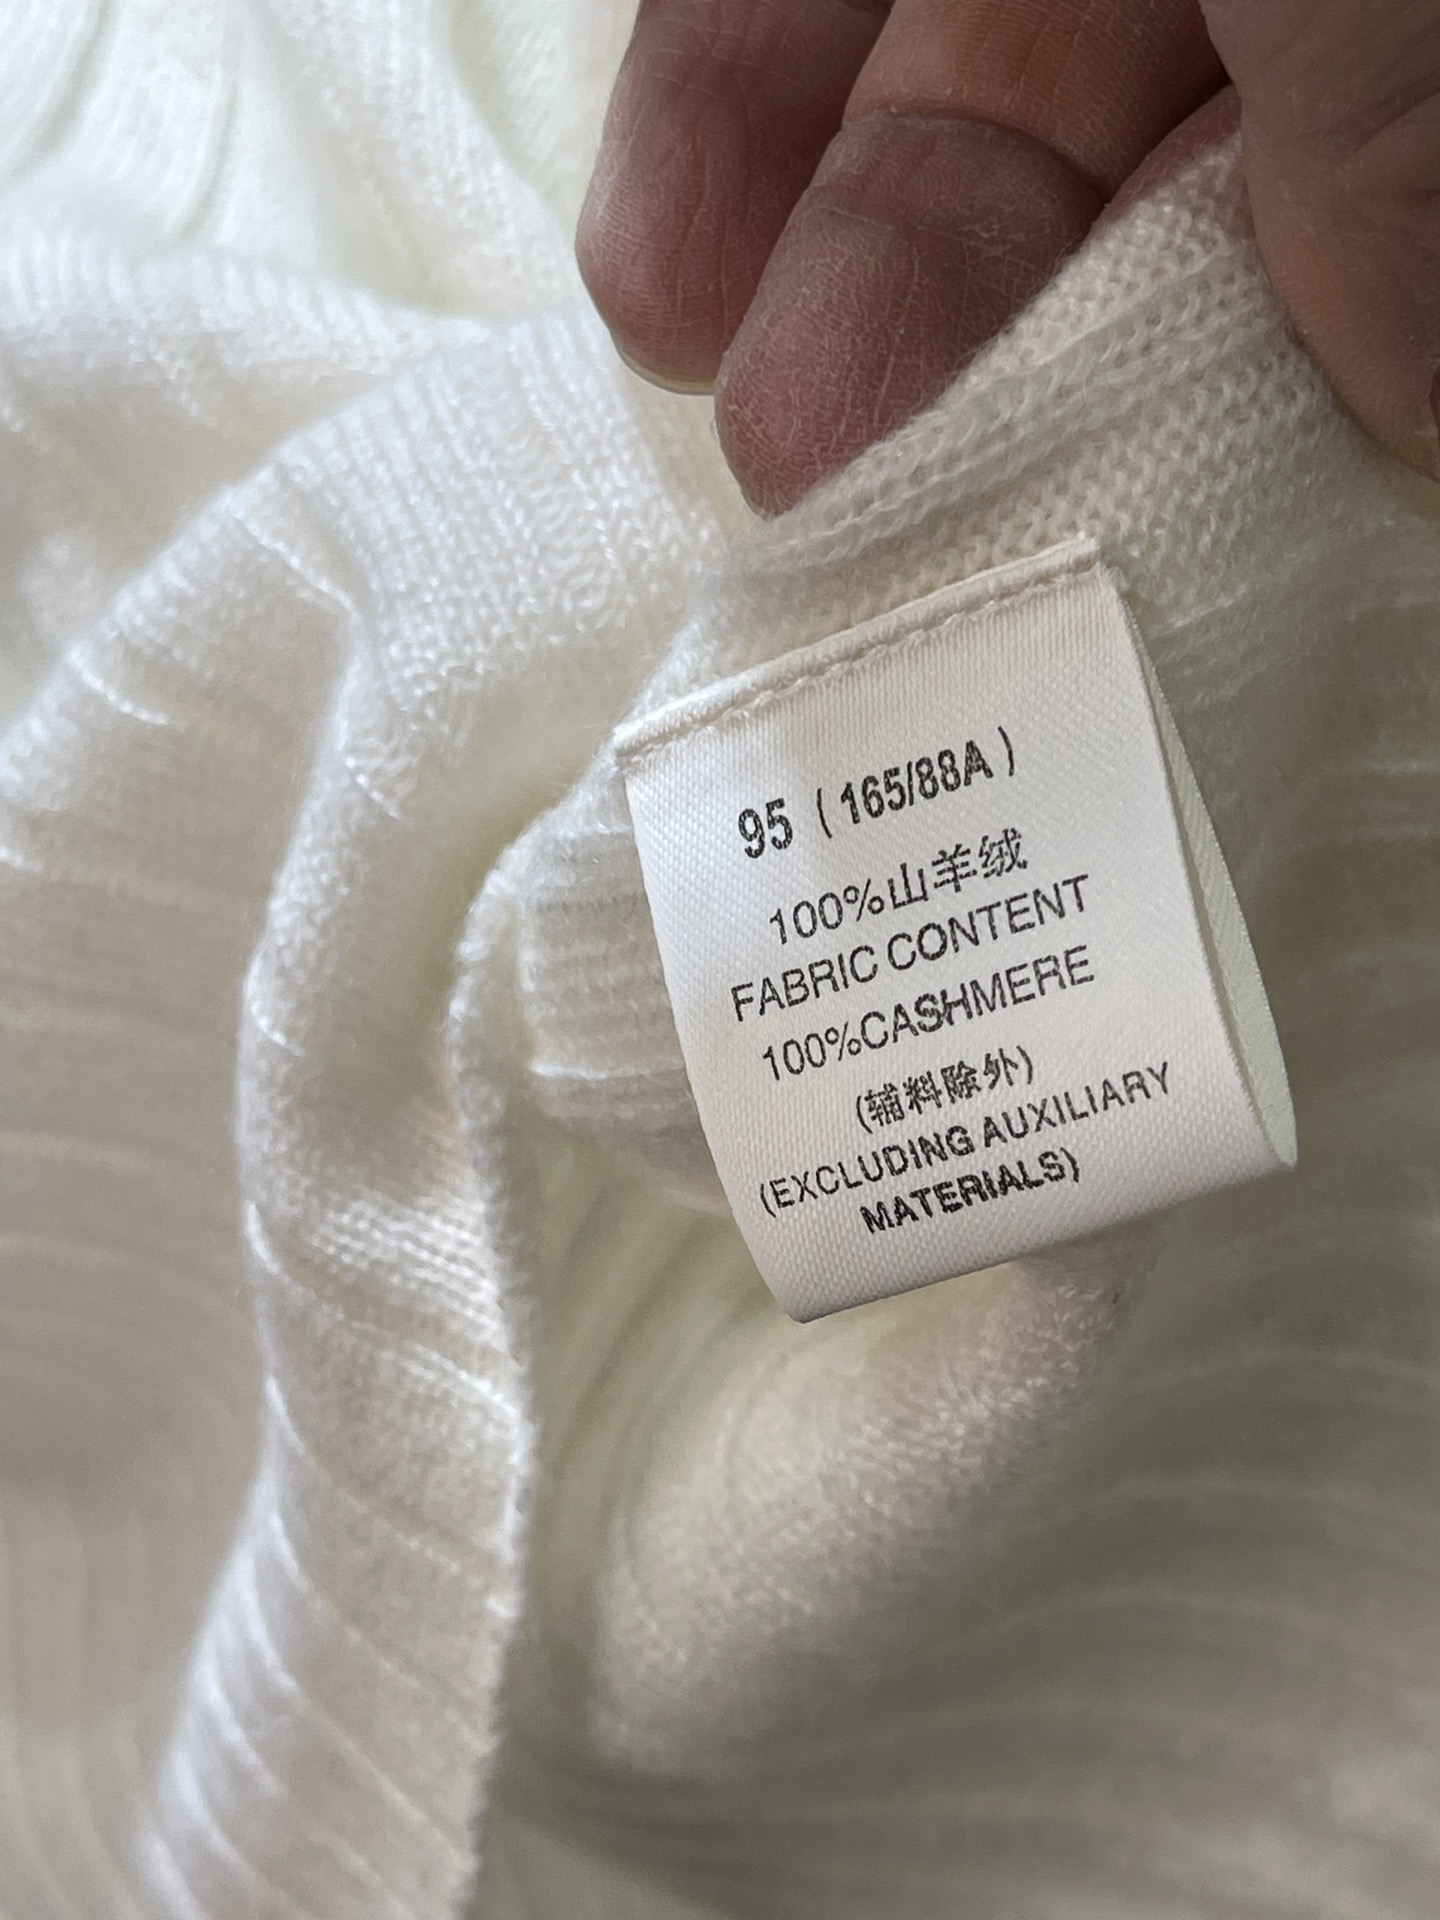 95 ( 165/88A )
100%山羊绒
FABRIC CONTENT
100%CASHMERE
(辅料除外)
(EXCLUDING AUXILIARY
MATERIALS)